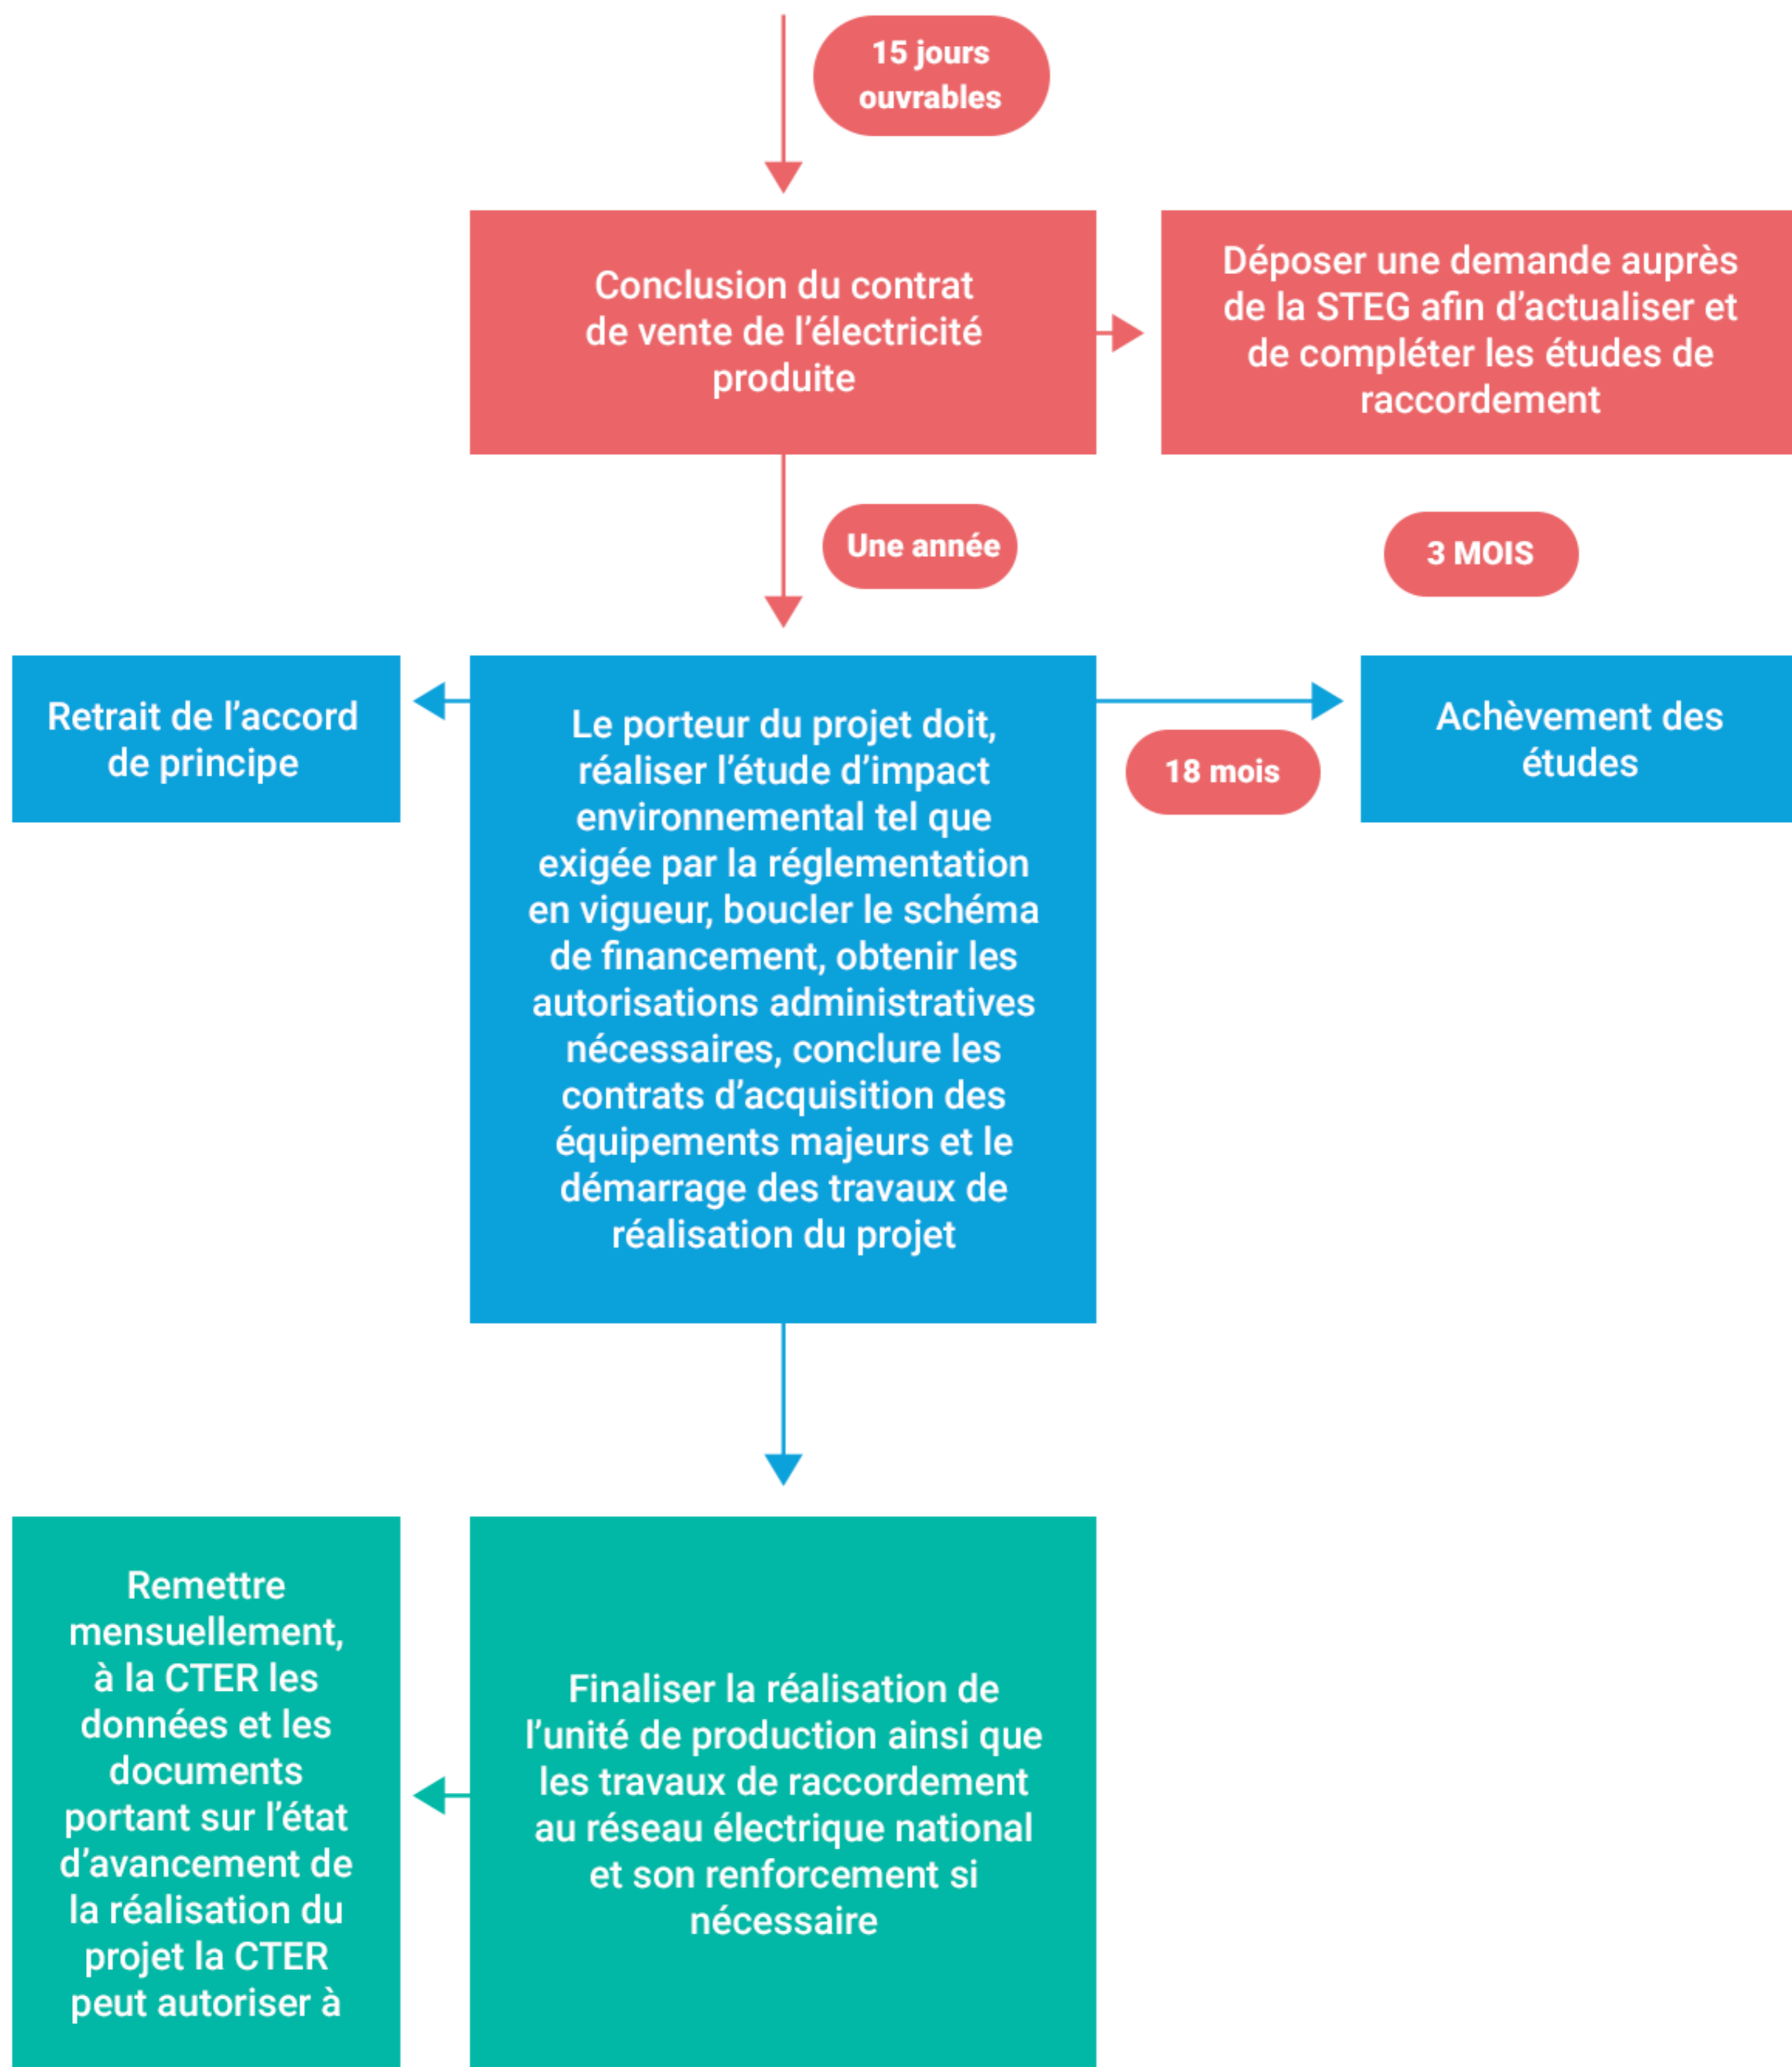 15 jours
ouvrables
Conclusion du contrat
de vente de l’électricité
produite
Déposer une demande auprès
de la STEG afin d’actualiser et
de compléter les études de
raccordement
Une année
3 MOIS
Retrait de l’accord
de principe
Le porteur du projet doit,
réaliser l’étude d’impact
environnemental tel que
exigée par la réglementation
en vigueur, boucler le schéma
de financement, obtenir les
autorisations administratives
nécessaires, conclure les
contrats d’acquisition des
équipements majeurs et le
démarrage des travaux de
réalisation du projet
18 mois
Achèvement des
études
Remettre
mensuellement,
à la CTER les
données et les
documents
portant sur l’état
d’avancement de
la réalisation du
projet la CTER
peut autoriser à
Finaliser la réalisation de
l’unité de production ainsi que
les travaux de raccordement
au réseau électrique national
et son renforcement si
nécessaire